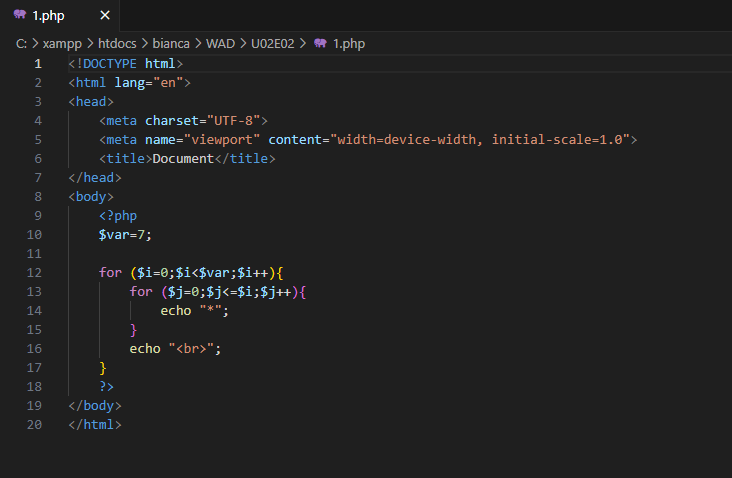 1.php ×
C: > xampp > htdocs > bianca > WAD > U02E02 > 1.php
1 <!DOCTYPE html>
2 <html lang="en">
3 <head>
4     <meta charset="UTF-8">
5     <meta name="viewport" content="width=device-width, initial-scale=1.0">
6     <title>Document</title>
7 </head>
8 <body>
9     <?php
10     $var=7;
11
12     for ($i=0;$i<$var;$i++){
13         for ($j=0;$j<=$i;$j++){
14             echo "*";
15         }
16         echo "<br>";
17     }
18     ?>
19 </body>
20 </html>